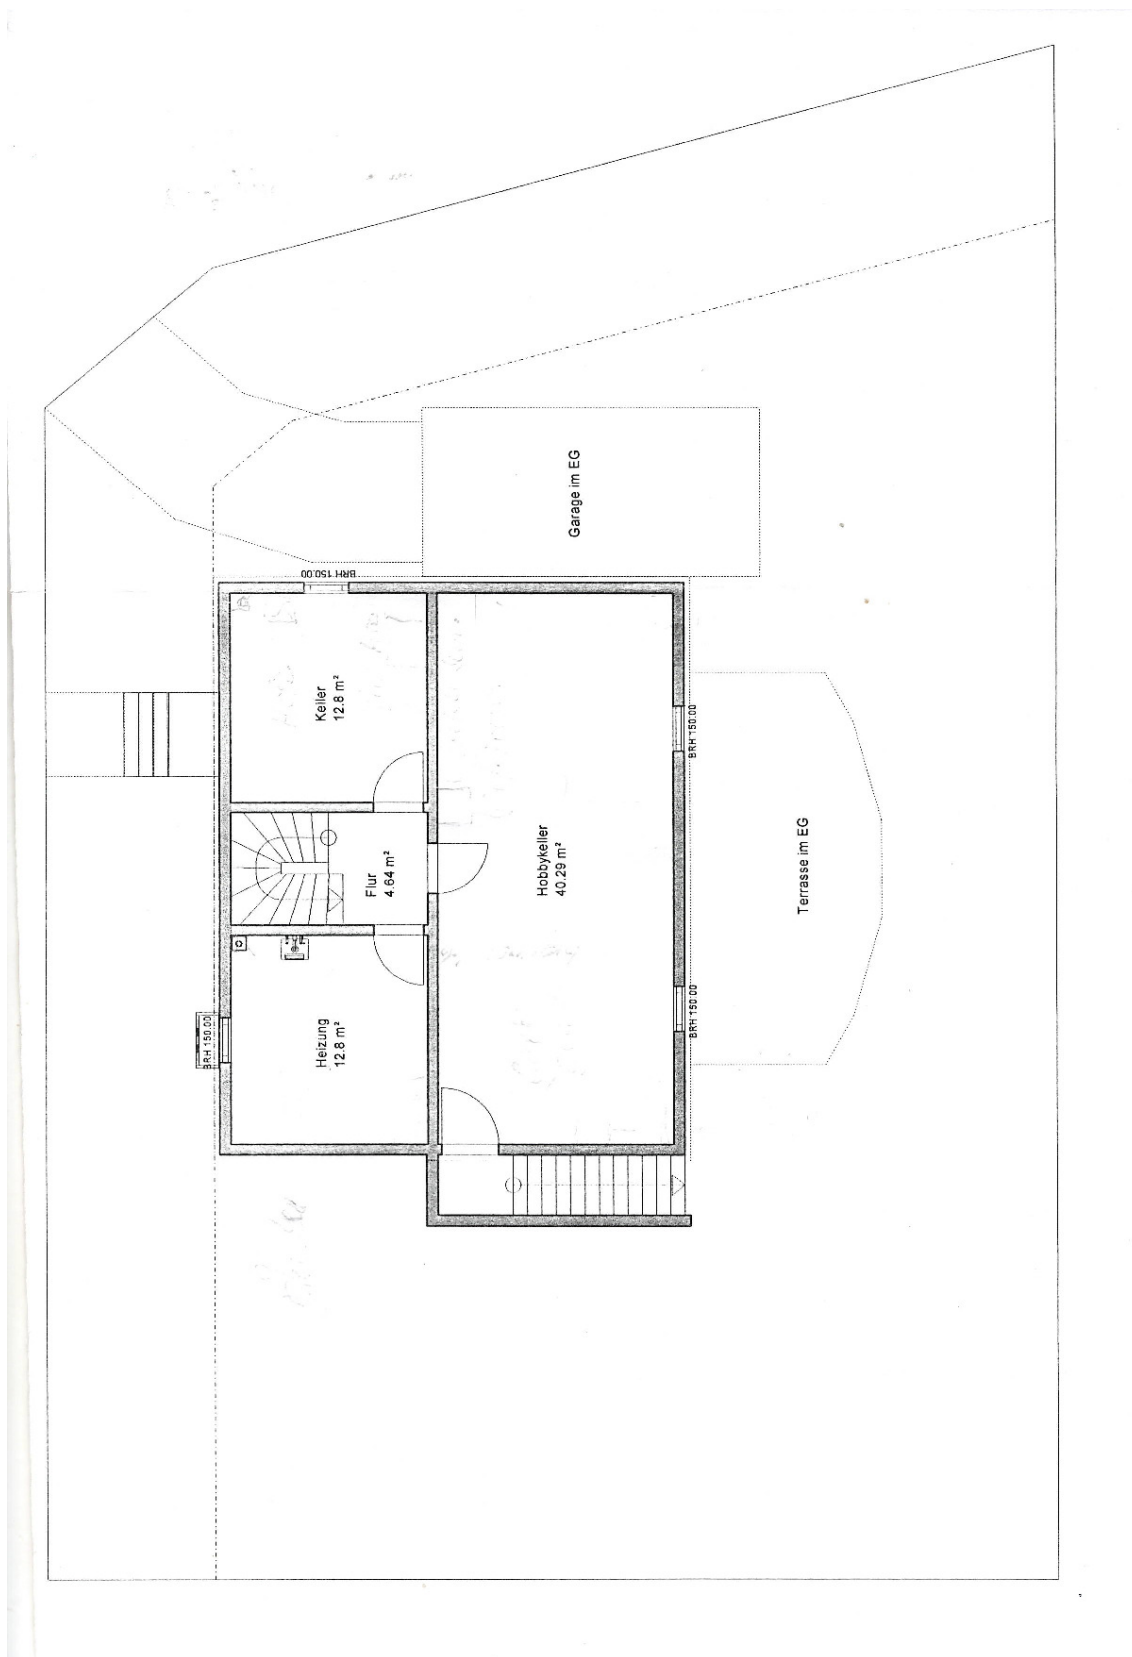 Garage im EG
BRH 150.00
Keller
12.8 m²
BRH 150.00
Flur
4.64 m²
Hobbykeller
40.29 m²
Terrasse im EG
BRH 150.00
Heizung
12.8 m²
BRH 150.00